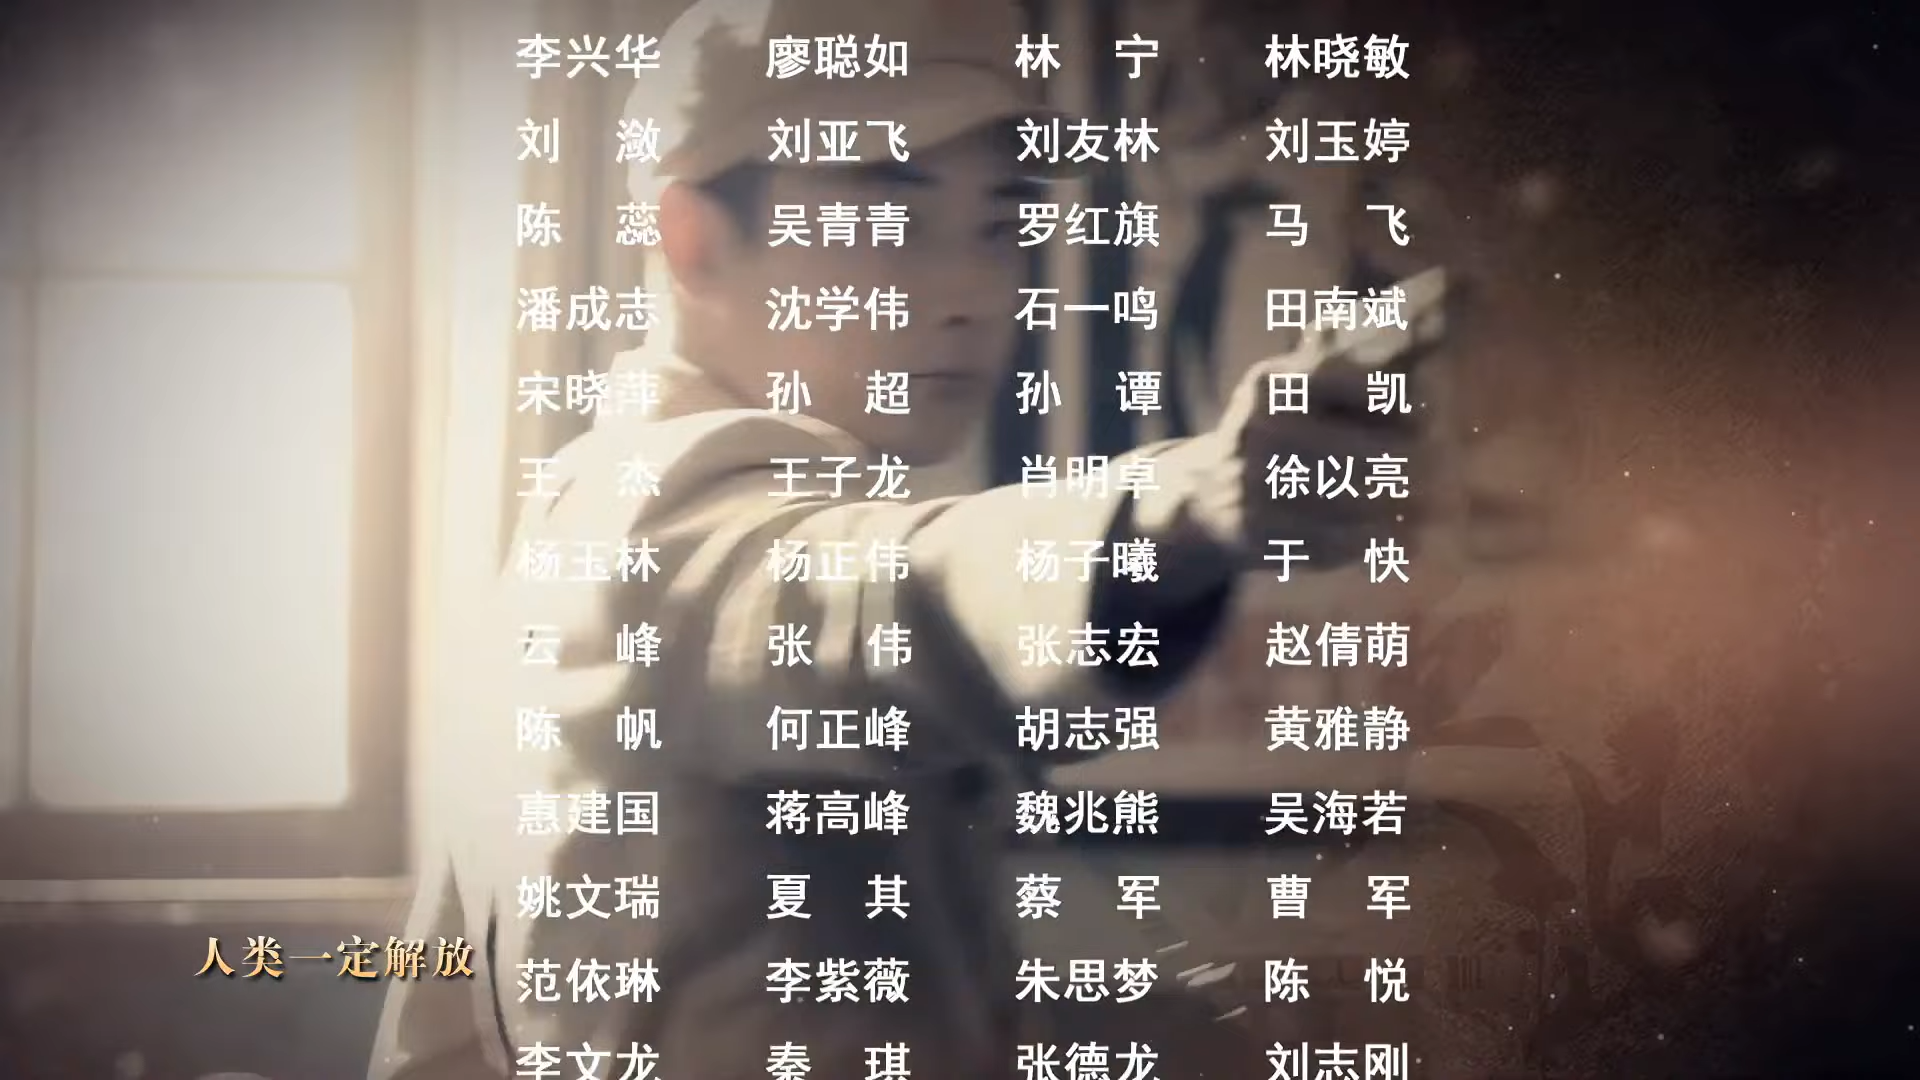 李兴华 廖聪如 林宁 林晓敏
刘潋 刘亚飞 刘友林 刘玉婷
陈蕊 吴青青 罗红旗 马飞
潘成志 沈学伟 石一鸣 田南斌
宋晓萍 孙超 孙谭 田凯
王杰 王子龙 肖明卓 徐以亮
杨玉林 杨正伟 杨子曦 于快
云峰 张伟 张志宏 赵倩萌
陈帆 何正峰 胡志强 黄雅静
惠建国 蒋高峰 魏兆熊 吴海若
姚文瑞 夏其 蔡军 曹军
人类一定解放
范依琳 李紫薇 朱思梦 陈悦
李文龙 秦琪 张德龙 刘志刚